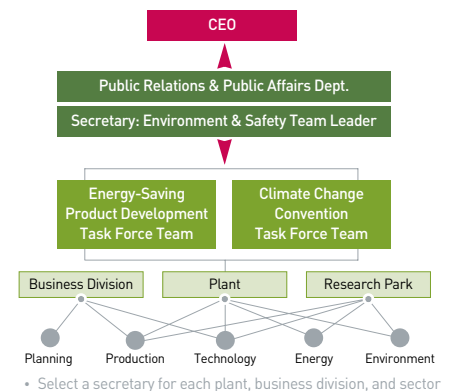 CEO
Public Relations & Public Affairs Dept.
Secretary: Environment & Safety Team Leader
Energy-Saving
Product Development
Task Force Team
Climate Change
Convention
Task Force Team
Business Division
Plant
Research Park
Planning
Production
Technology
Energy
Environment
• Select a secretary for each plant, business division, and sector